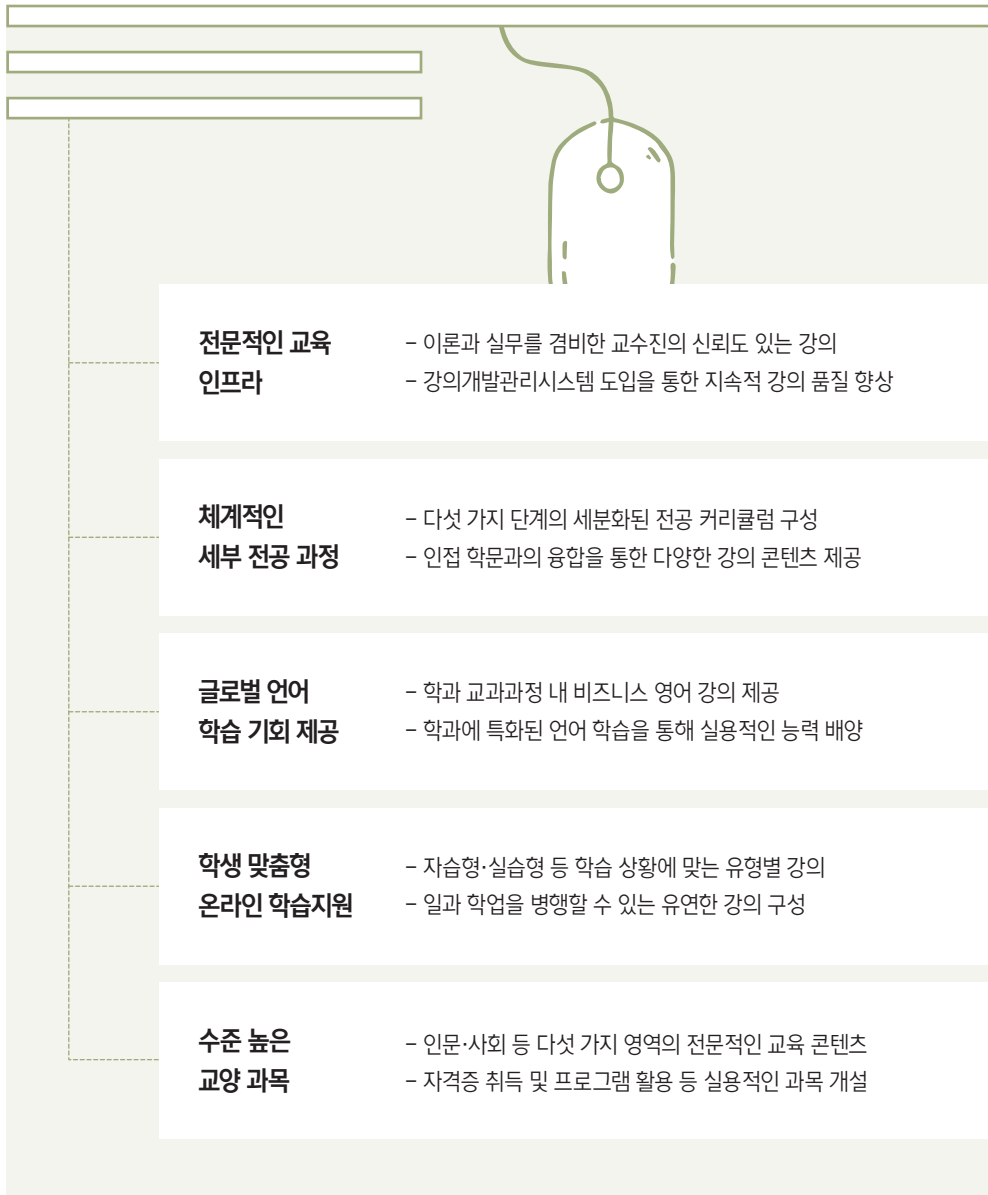 전문적인 교육
인프라
– 이론과 실무를 겸비한 교수진의 신뢰도 있는 강의
– 강의개발관리시스템 도입을 통한 지속적 강의 품질 향상
체계적인
세부 전공 과정
– 다섯 가지 단계의 세분화된 전공 커리큘럼 구성
– 인접 학문과의 융합을 통한 다양한 강의 콘텐츠 제공
글로벌 언어
학습 기회 제공
– 학과 교과과정 내 비즈니스 영어 강의 제공
– 학과에 특화된 언어 학습을 통해 실용적인 능력 배양
학생 맞춤형
온라인 학습지원
– 자습형·실습형 등 학습 상황에 맞는 유형별 강의
– 일과 학업을 병행할 수 있는 유연한 강의 구성
수준 높은
교양 과목
– 인문·사회 등 다섯 가지 영역의 전문적인 교육 콘텐츠
– 자격증 취득 및 프로그램 활용 등 실용적인 과목 개설